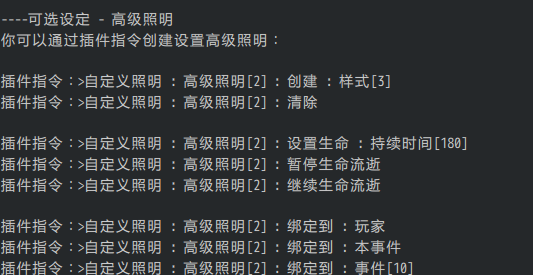 ----可选设定 - 高级照明
你可以通过插件指令创建设置高级照明：
插件指令：>自定义照明 : 高级照明[2] : 创建 : 样式[3]
插件指令：>自定义照明 : 高级照明[2] : 清除
插件指令：>自定义照明 : 高级照明[2] : 设置生命 : 持续时间[180]
插件指令：>自定义照明 : 高级照明[2] : 暂停生命流逝
插件指令：>自定义照明 : 高级照明[2] : 继续生命流逝
插件指令：>自定义照明 : 高级照明[2] : 绑定到 : 玩家
插件指令：>自定义照明 : 高级照明[2] : 绑定到 : 本事件
插件指令：>自定义照明 : 高级照明[2] : 绑定到 : 事件[10]